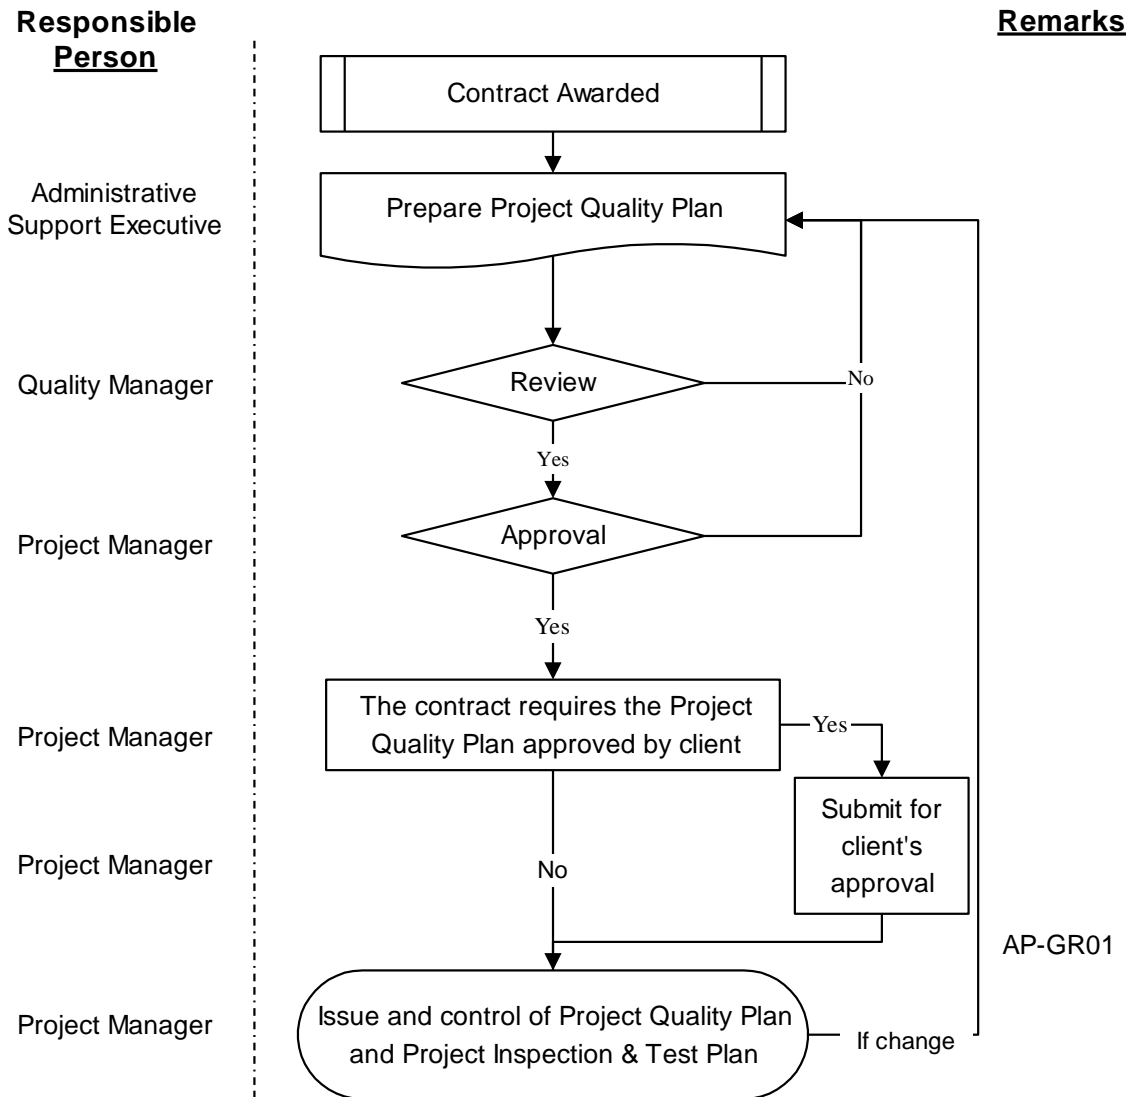 Responsible
Person
Remarks
Contract Awarded
Administrative
Support Executive
Prepare Project Quality Plan
Quality Manager
Review
No
Yes
Project Manager
Approval
Yes
Project Manager
The contract requires the Project
Quality Plan approved by client
Yes
Project Manager
No
Submit for
client's
approval
AP-GR01
Project Manager
Issue and control of Project Quality Plan
and Project Inspection & Test Plan
If change